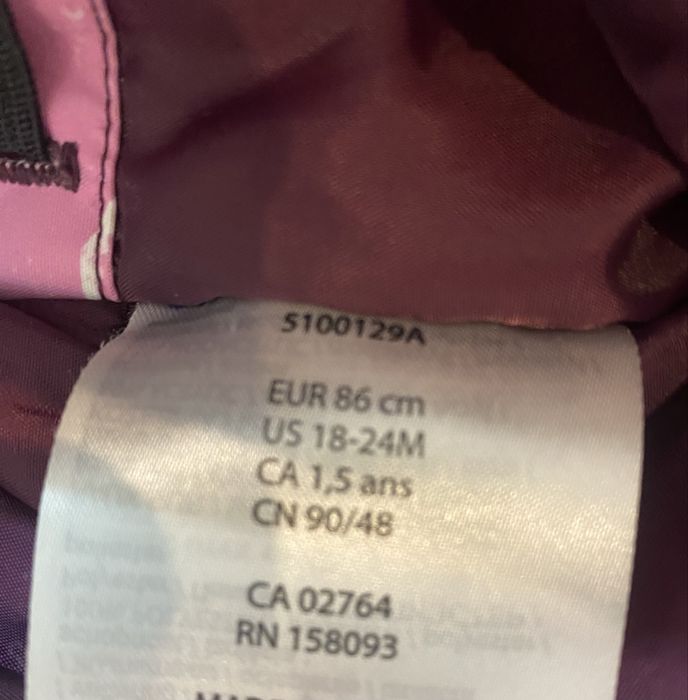 5100129A
EUR 86 cm
US 18-24M
CA 1,5 ans
CN 90/48
CA 02764
RN 158093